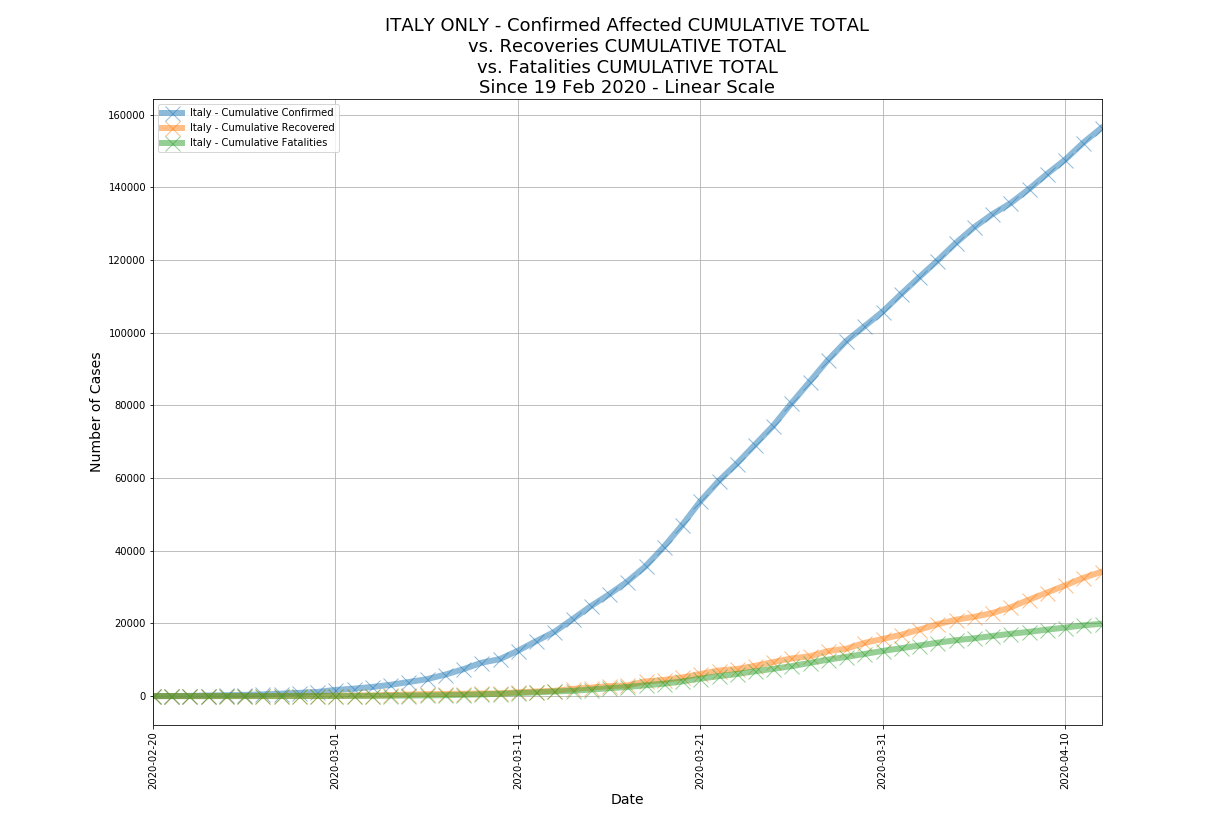 ITALY ONLY - Confirmed Affected CUMULATIVE TOTAL
vs. Recoveries CUMULATIVE TOTAL
vs. Fatalities CUMULATIVE TOTAL
Since 19 Feb 2020 - Linear Scale
Italy - Cumulative Confirmed
Italy - Cumulative Recovered
Italy - Cumulative Fatalities
160000
140000
120000
100000
80000
60000
40000
20000
0
Number of Cases
2020-02-20
2020-03-01
2020-03-11
2020-03-21
2020-03-31
2020-04-10
Date